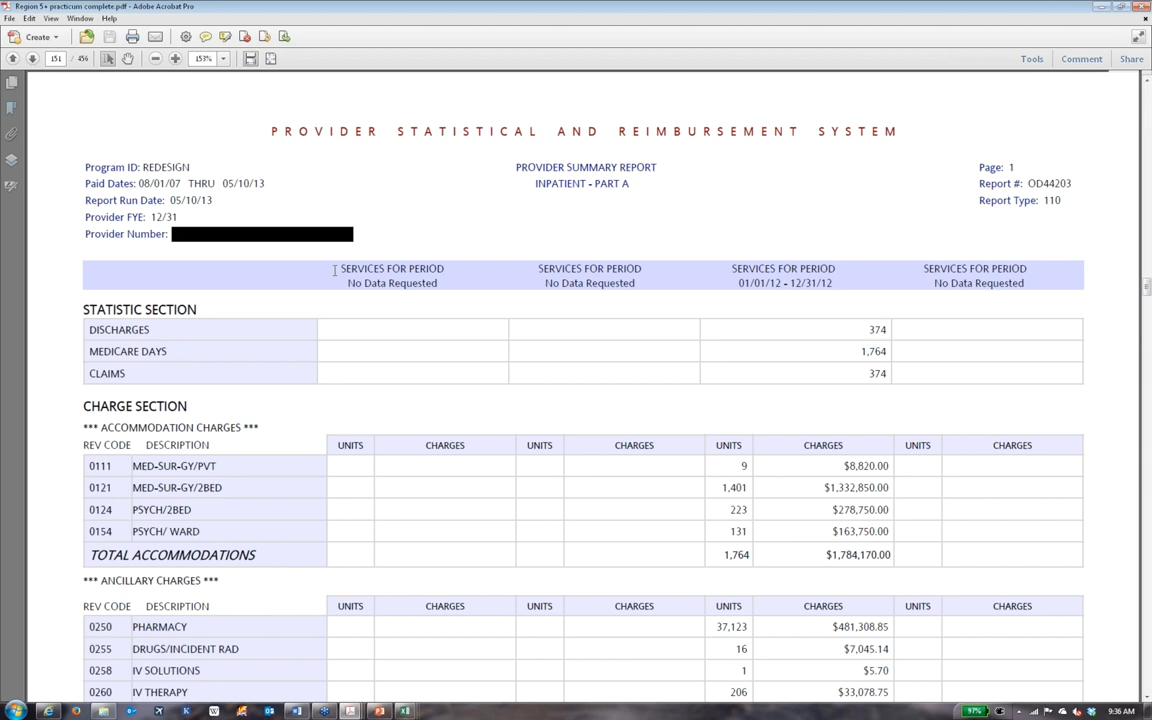 Region 5+ practicum complete.pdf - Adobe Acrobat Pro
File Edit View Window Help
Create
151 / 456 153% Tools Comment Share
PROVIDER STATISTICAL AND REIMBURSEMENT SYSTEM
Program ID: REDESIGN PROVIDER SUMMARY REPORT Page: 1
Paid Dates: 08/01/07 THRU 05/10/13 INPATIENT - PART A Report #: OD44203
Report Run Date: 05/10/13 Report Type: 110
Provider FYE: 12/31
Provider Number:
SERVICES FOR PERIOD SERVICES FOR PERIOD SERVICES FOR PERIOD SERVICES FOR PERIOD
No Data Requested No Data Requested 01/01/12 - 12/31/12 No Data Requested
STATISTIC SECTION
DISCHARGES 374
MEDICARE DAYS 1,764
CLAIMS 374
CHARGE SECTION
*** ACCOMMODATION CHARGES ***
REV CODE DESCRIPTION UNITS CHARGES UNITS CHARGES UNITS CHARGES UNITS CHARGES
0111 MED-SUR-GY/PVT 9 $8,820.00
0121 MED-SUR-GY/2BED 1,401 $1,332,850.00
0124 PSYCH/2BED 223 $278,750.00
0154 PSYCH/ WARD 131 $163,750.00
TOTAL ACCOMMODATIONS 1,764 $1,784,170.00
*** ANCILLARY CHARGES ***
REV CODE DESCRIPTION UNITS CHARGES UNITS CHARGES UNITS CHARGES UNITS CHARGES
0250 PHARMACY 37,123 $481,308.85
0255 DRUGS/INCIDENT RAD 16 $7,045.14
0258 IV SOLUTIONS 1 $5.70
0260 IV THERAPY 206 $33,078.75
97% 9:36 AM